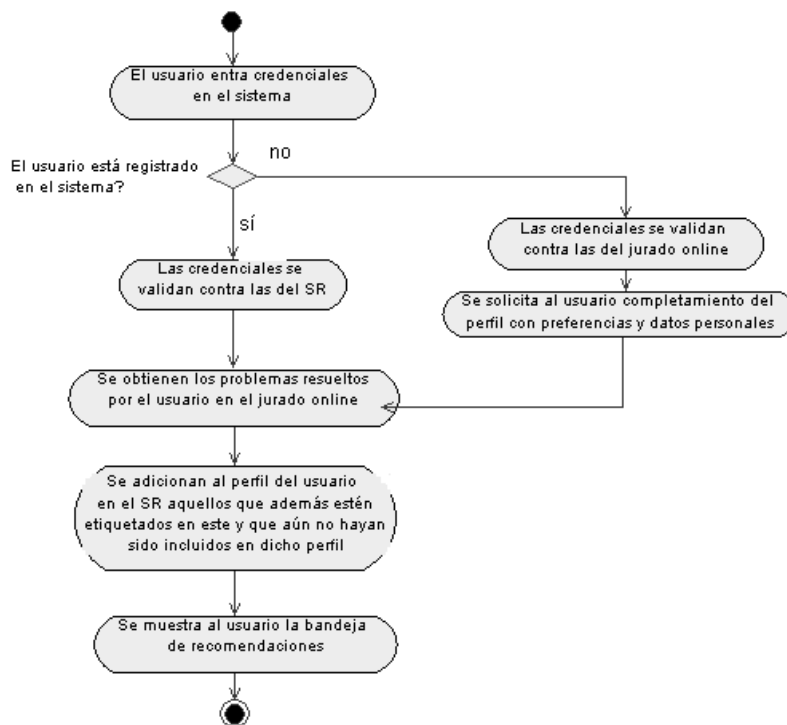 El usuario entra credenciales
en el sistema
El usuario está registrado
en el sistema?
no
sí
Las credenciales se validan
contra las del jurado online
Las credenciales se
validan contra las del SR
Se solicita al usuario completamiento del
perfil con preferencias y datos personales
Se obtienen los problemas resueltos
por el usuario en el jurado online
Se adicionan al perfil del usuario
en el SR aquellos que además estén
etiquetados en este y que aún no hayan
sido incluidos en dicho perfil
Se muestra al usuario la bandeja
de recomendaciones